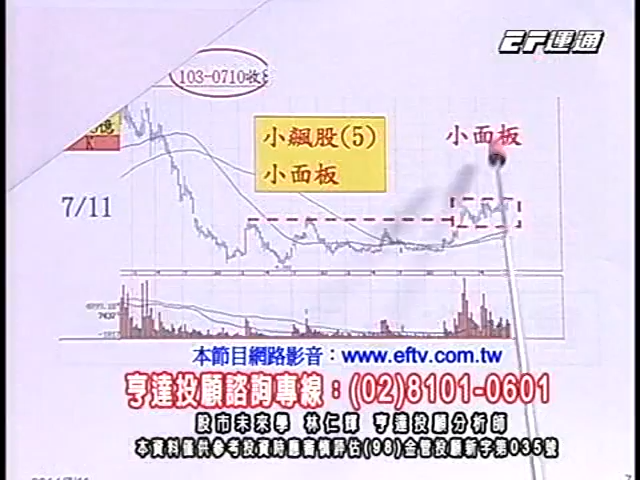 EF運通
103-0710收
億
K
小飆股(5)
小面板
小面板
7/11
本節目網路影音：www.eftv.com.tw
亨達投顧諮詢專線：(02)8101-0601
股市未來學 林仁輝 亨達投顧分析師
本資料僅供參考投資時應審慎評估(98)金管投顧新字第035號